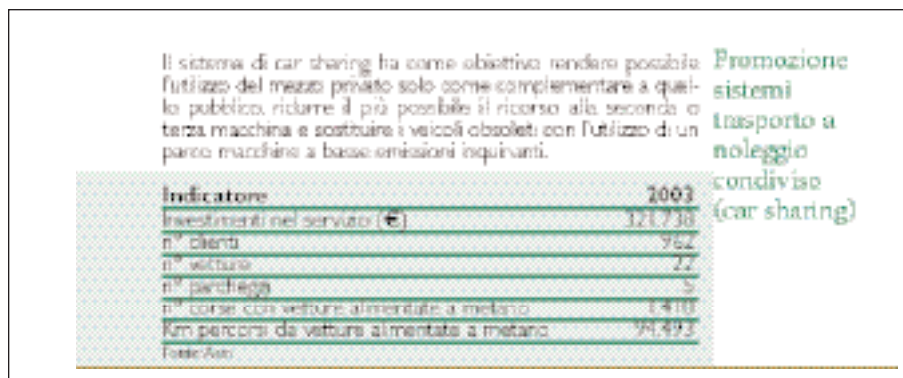 Il sistema di car sharing ha come obiettivo rendere possibile
l'utilizzo del mezzo privato solo come complementare a quel-
lo pubblico, ridurre il più possibile il ricorso alla seconda o
terza macchina e sostituire i veicoli obsoleti con l'utilizzo di un
parco macchine a basse emissioni inquinanti.
Promozione
sistemi
trasporto a
noleggio
condiviso
(car sharing)
Indicatore 2003
Investimenti nel servizio (€) 321.738
n° clienti 962
n° vetture 22
n° parcheggi 5
n° corse con vetture alimentate a metano 1.410
Km percorsi da vetture alimentate a metano 94.493
Fonte: